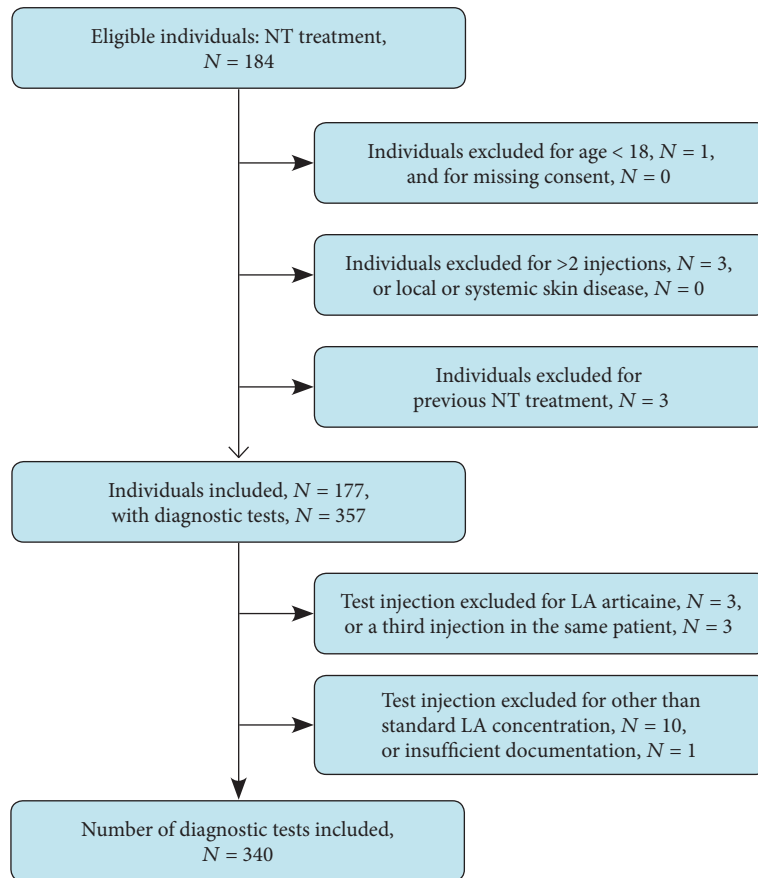 Eligible individuals: NT treatment,
N = 184
Individuals excluded for age < 18, N = 1,
and for missing consent, N = 0
Individuals excluded for >2 injections, N = 3,
or local or systemic skin disease, N = 0
Individuals excluded for
previous NT treatment, N = 3
Individuals included, N = 177,
with diagnostic tests, N = 357
Test injection excluded for LA articaine, N = 3,
or a third injection in the same patient, N = 3
Test injection excluded for other than
standard LA concentration, N = 10,
or insufficient documentation, N = 1
Number of diagnostic tests included,
N = 340